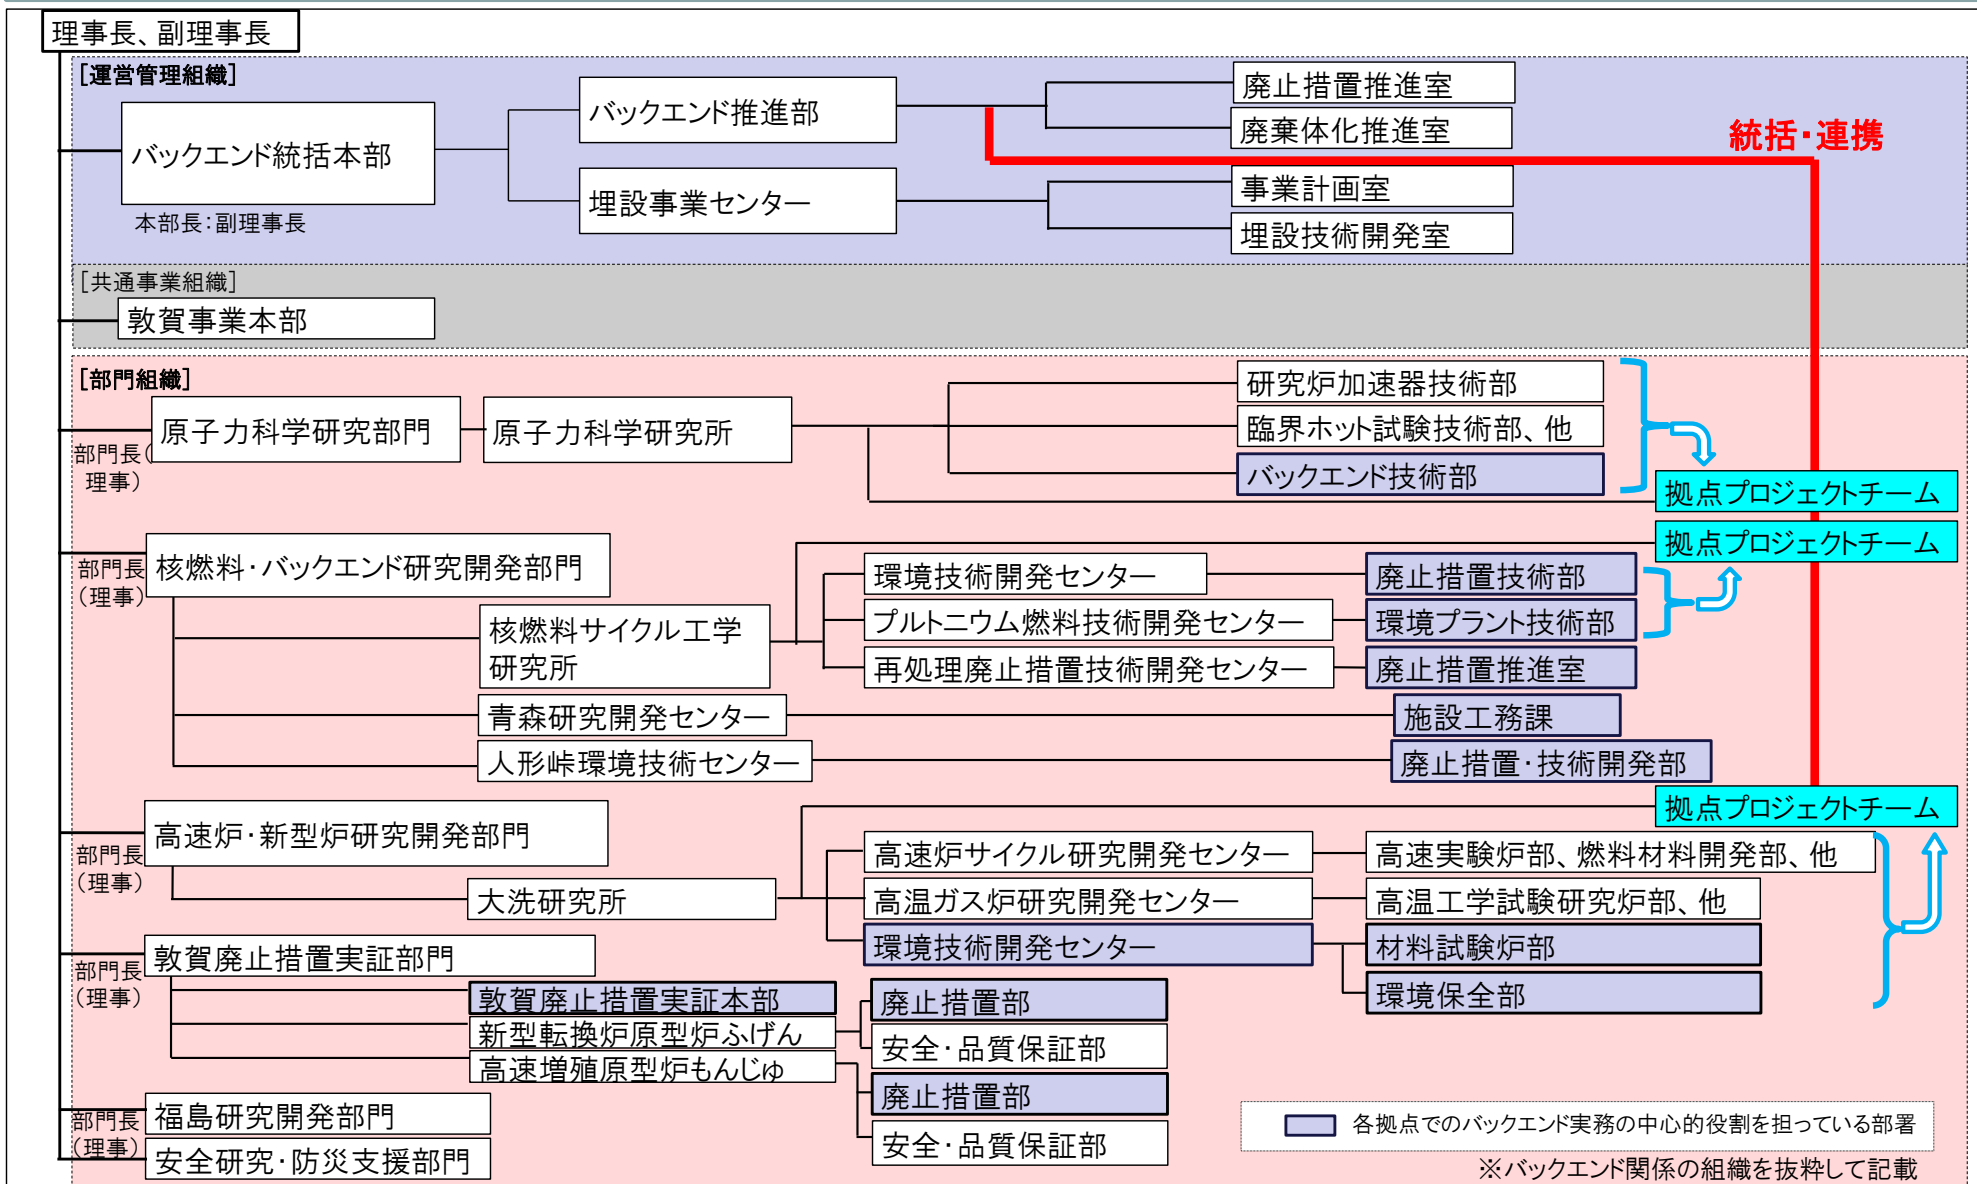 理事長、副理事長
[運営管理組織]
バックエンド統括本部
本部長：副理事長
バックエンド推進部
廃止措置推進室
廃棄体化推進室
統括・連携
埋設事業センター
事業計画室
埋設技術開発室
[共通事業組織]
敦賀事業本部
[部門組織]
原子力科学研究部門
部門長（
理事）
原子力科学研究所
研究炉加速器技術部
臨界ホット試験技術部、他
バックエンド技術部
拠点プロジェクトチーム
拠点プロジェクトチーム
核燃料・バックエンド研究開発部門
部門長
（理事）
核燃料サイクル工学
研究所
環境技術開発センター
廃止措置技術部
プルトニウム燃料技術開発センター
環境プラント技術部
再処理廃止措置技術開発センター
廃止措置推進室
青森研究開発センター
施設工務課
人形峠環境技術センター
廃止措置・技術開発部
拠点プロジェクトチーム
高速炉・新型炉研究開発部門
部門長
（理事）
大洗研究所
高速炉サイクル研究開発センター
高速実験炉部、燃料材料開発部、他
高温ガス炉研究開発センター
高温工学試験研究炉部、他
環境技術開発センター
材料試験炉部
環境保全部
敦賀廃止措置実証部門
部門長
（理事）
敦賀廃止措置実証本部
新型転換炉原型炉ふげん
廃止措置部
安全・品質保証部
高速増殖原型炉もんじゅ
廃止措置部
安全・品質保証部
福島研究開発部門
部門長
（理事）
安全研究・防災支援部門
各拠点でのバックエンド実務の中心的役割を担っている部署
※バックエンド関係の組織を抜粋して記載